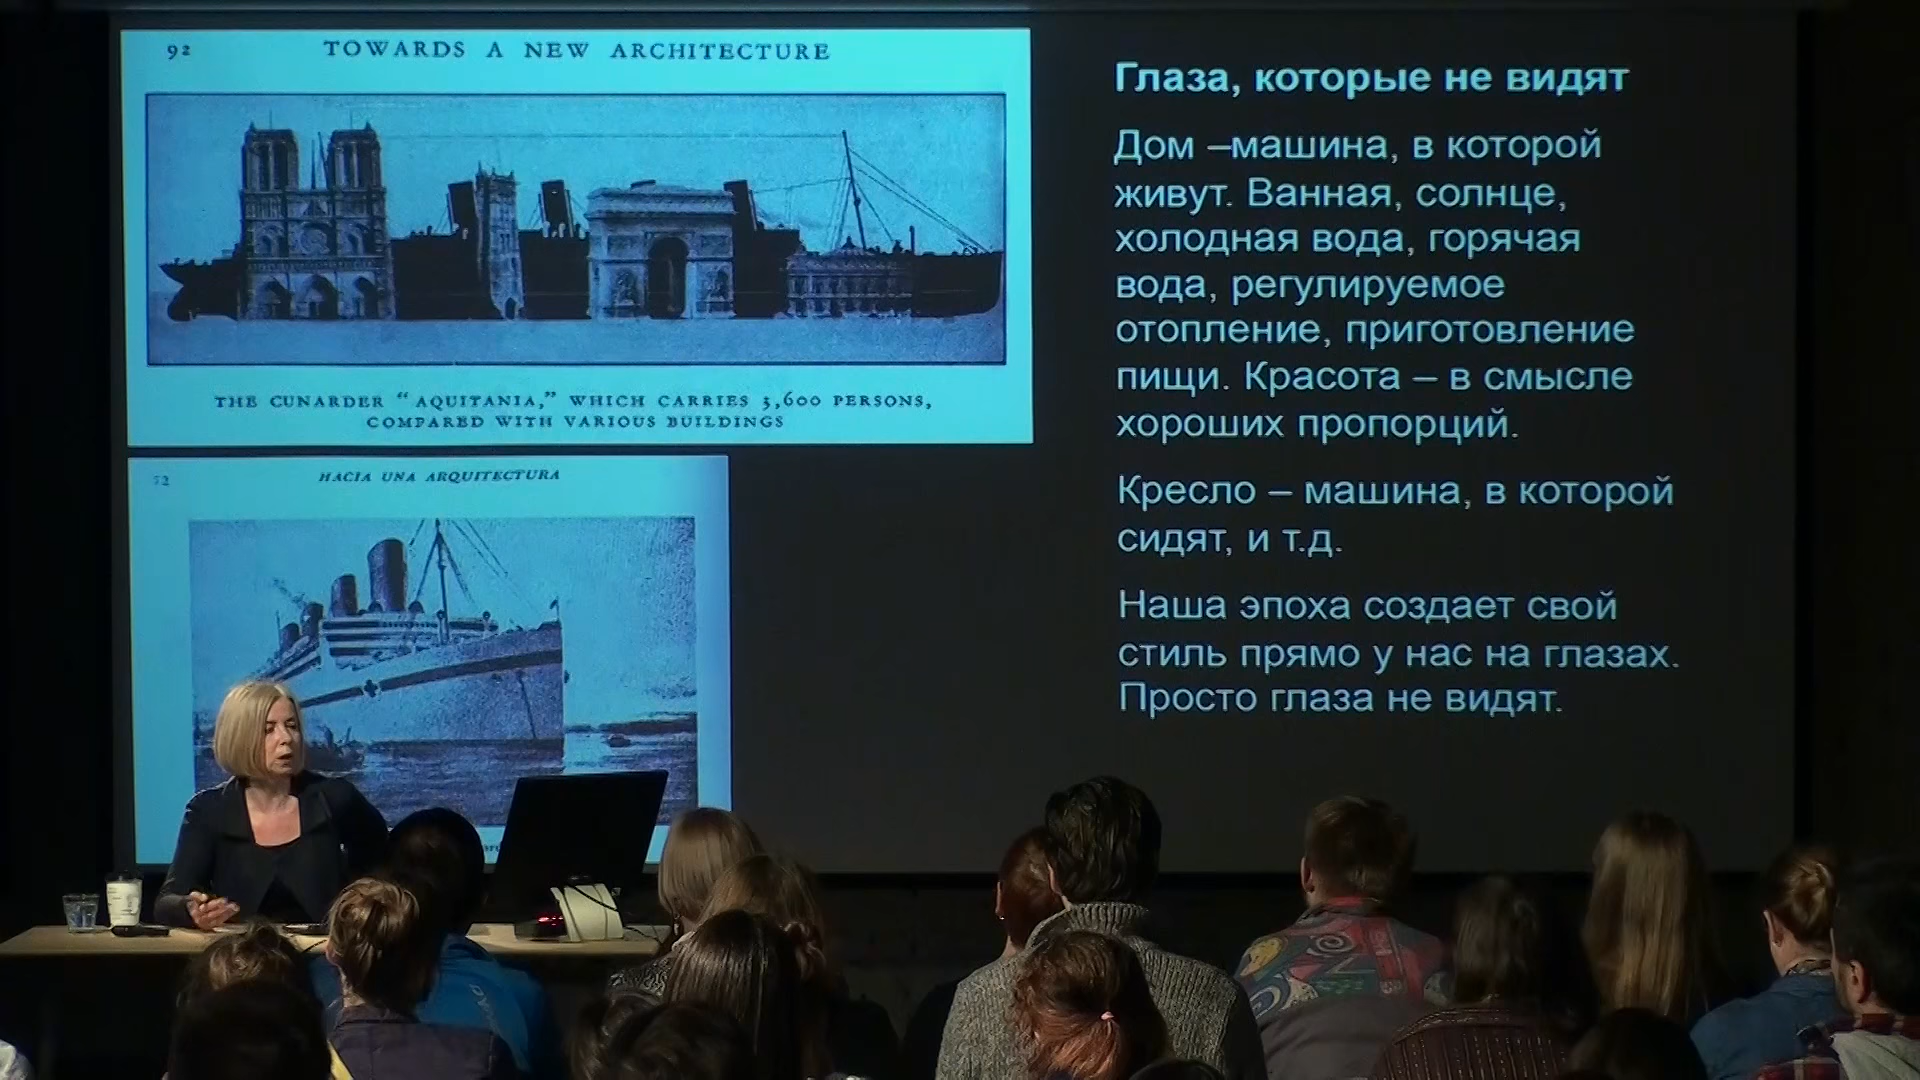 92
TOWARDS A NEW ARCHITECTURE
THE CUNARDER “AQUITANIA,” WHICH CARRIES 3,600 PERSONS,
COMPARED WITH VARIOUS BUILDINGS
HACIA UNA ARQUITECTURA
Глаза, которые не видят
Дом –машина, в которой
живут. Ванная, солнце,
холодная вода, горячая
вода, регулируемое
отопление, приготовление
пищи. Красота – в смысле
хороших пропорций.
Кресло – машина, в которой
сидят, и т.д.
Наша эпоха создает свой
стиль прямо у нас на глазах.
Просто глаза не видят.